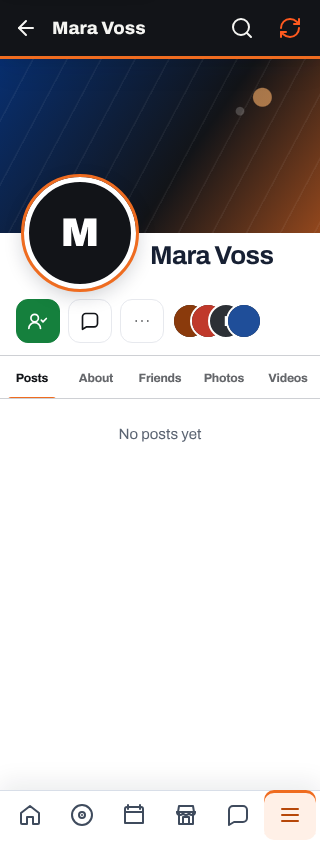 Mara Voss
M
Mara Voss
Posts About Friends Photos Videos
No posts yet